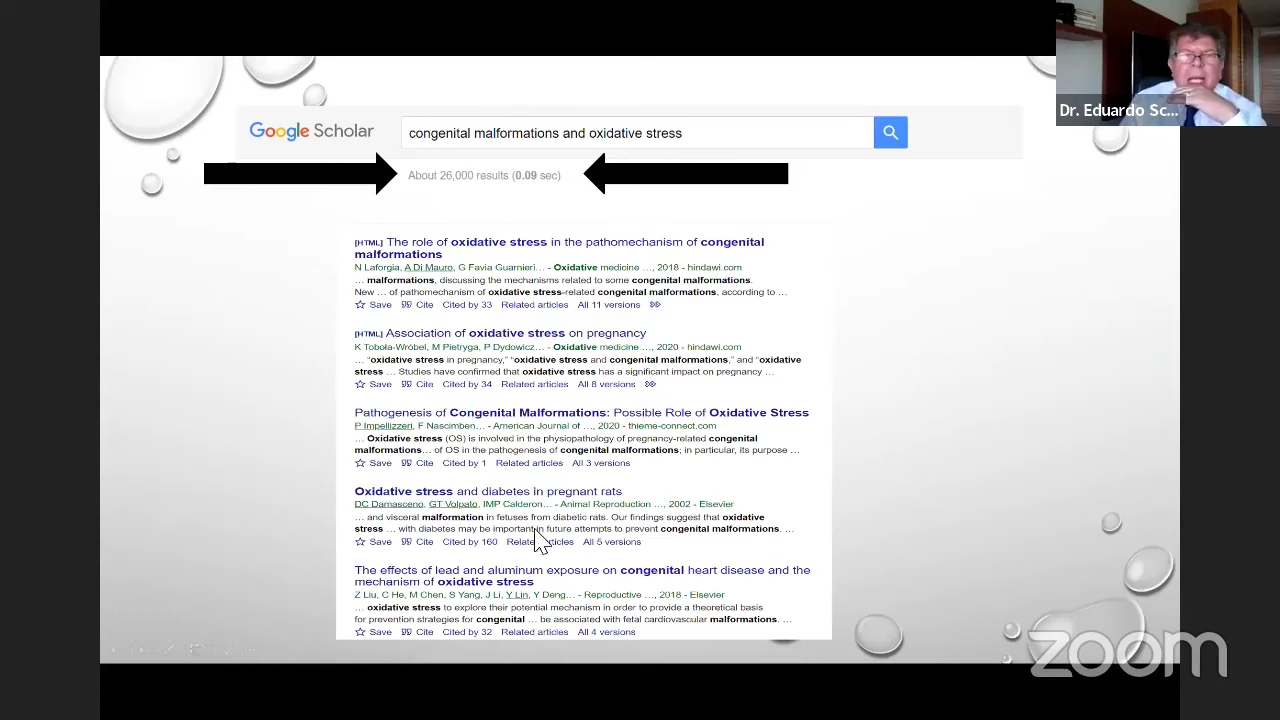 Dr. Eduardo Sc...
Google Scholar
congenital malformations and oxidative stress
About 26,000 results (0.09 sec)
[HTML] The role of oxidative stress in the pathomechanism of congenital
malformations
N Laforgia, A Di Mauro, G Favia Guarnieri… - Oxidative medicine …, 2018 - hindawi.com
… malformations, discussing the mechanisms related to some congenital malformations.
New … of pathomechanism of oxidative stress-related congenital malformations, according to …
Save Cite Cited by 33 Related articles All 11 versions
[HTML] Association of oxidative stress on pregnancy
K Toboła-Wróbel, M Pietryga, P Dydowicz… - Oxidative medicine …, 2020 - hindawi.com
… “oxidative stress in pregnancy,” “oxidative stress and congenital malformations,” and “oxidative
stress … Studies have confirmed that oxidative stress has a significant impact on pregnancy …
Save Cite Cited by 34 Related articles All 8 versions
Pathogenesis of Congenital Malformations: Possible Role of Oxidative Stress
P Impellizzeri, F Nascimben… - American Journal of …, 2020 - thieme-connect.com
… Oxidative stress (OS) is involved in the physiopathology of pregnancy-related congenital
malformations… of OS in the pathogenesis of congenital malformations; in particular, its purpose …
Save Cite Cited by 1 Related articles All 3 versions
Oxidative stress and diabetes in pregnant rats
DC Damasceno, GT Volpato, IMP Calderon… - Animal Reproduction …, 2002 - Elsevier
… and visceral malformation in fetuses from diabetic rats. Our findings suggest that oxidative
stress … with diabetes may be important in future attempts to prevent congenital malformations. …
Save Cite Cited by 160 Related articles All 5 versions
The effects of lead and aluminum exposure on congenital heart disease and the
mechanism of oxidative stress
Z Liu, C He, M Chen, S Yang, J Li, Y Lin, Y Deng… - Reproductive …, 2018 - Elsevier
… oxidative stress to explore their potential mechanism in order to provide a theoretical basis
for prevention strategies for congenital … be associated with fetal cardiovascular malformations. …
Save Cite Cited by 32 Related articles All 4 versions
zoom